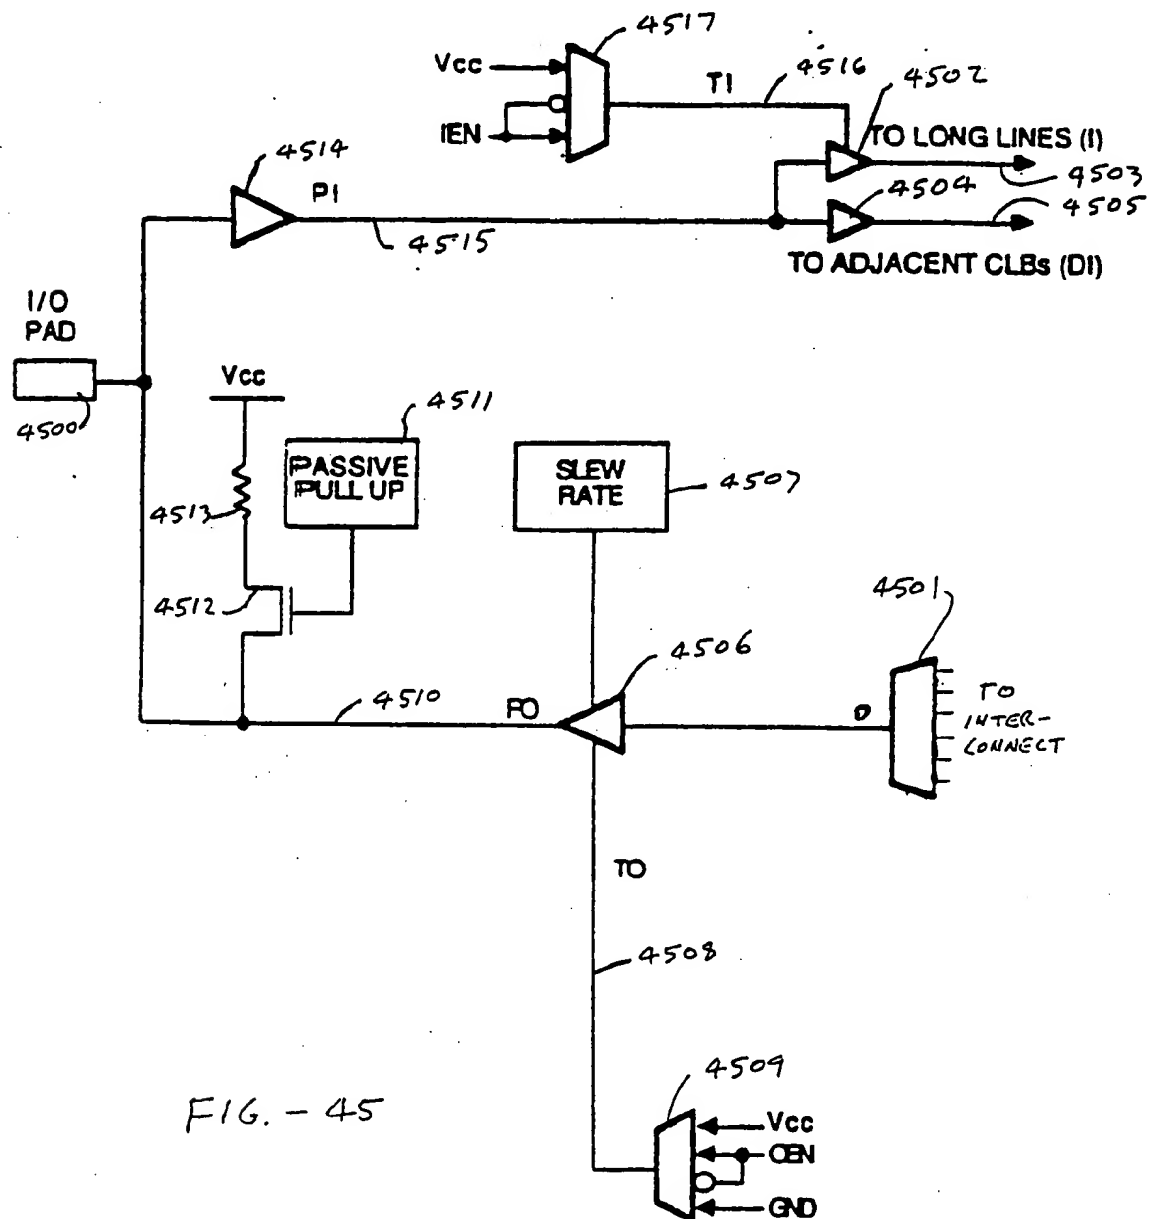 4517
Vcc
4516
4502
TI
IEN
TO LONG LINES (I)
4514
PI
4504
4503
4515
4505
TO ADJACENT CLBs (DI)
I/O
PAD
4500
Vcc
4511
PASSIVE
PULL UP
SLEW
RATE
4507
4513
4512
4501
4506
4510
PO
O
TO
INTER-
CONNECT
TO
4508
4509
FIG. - 45
Vcc
OEN
GND